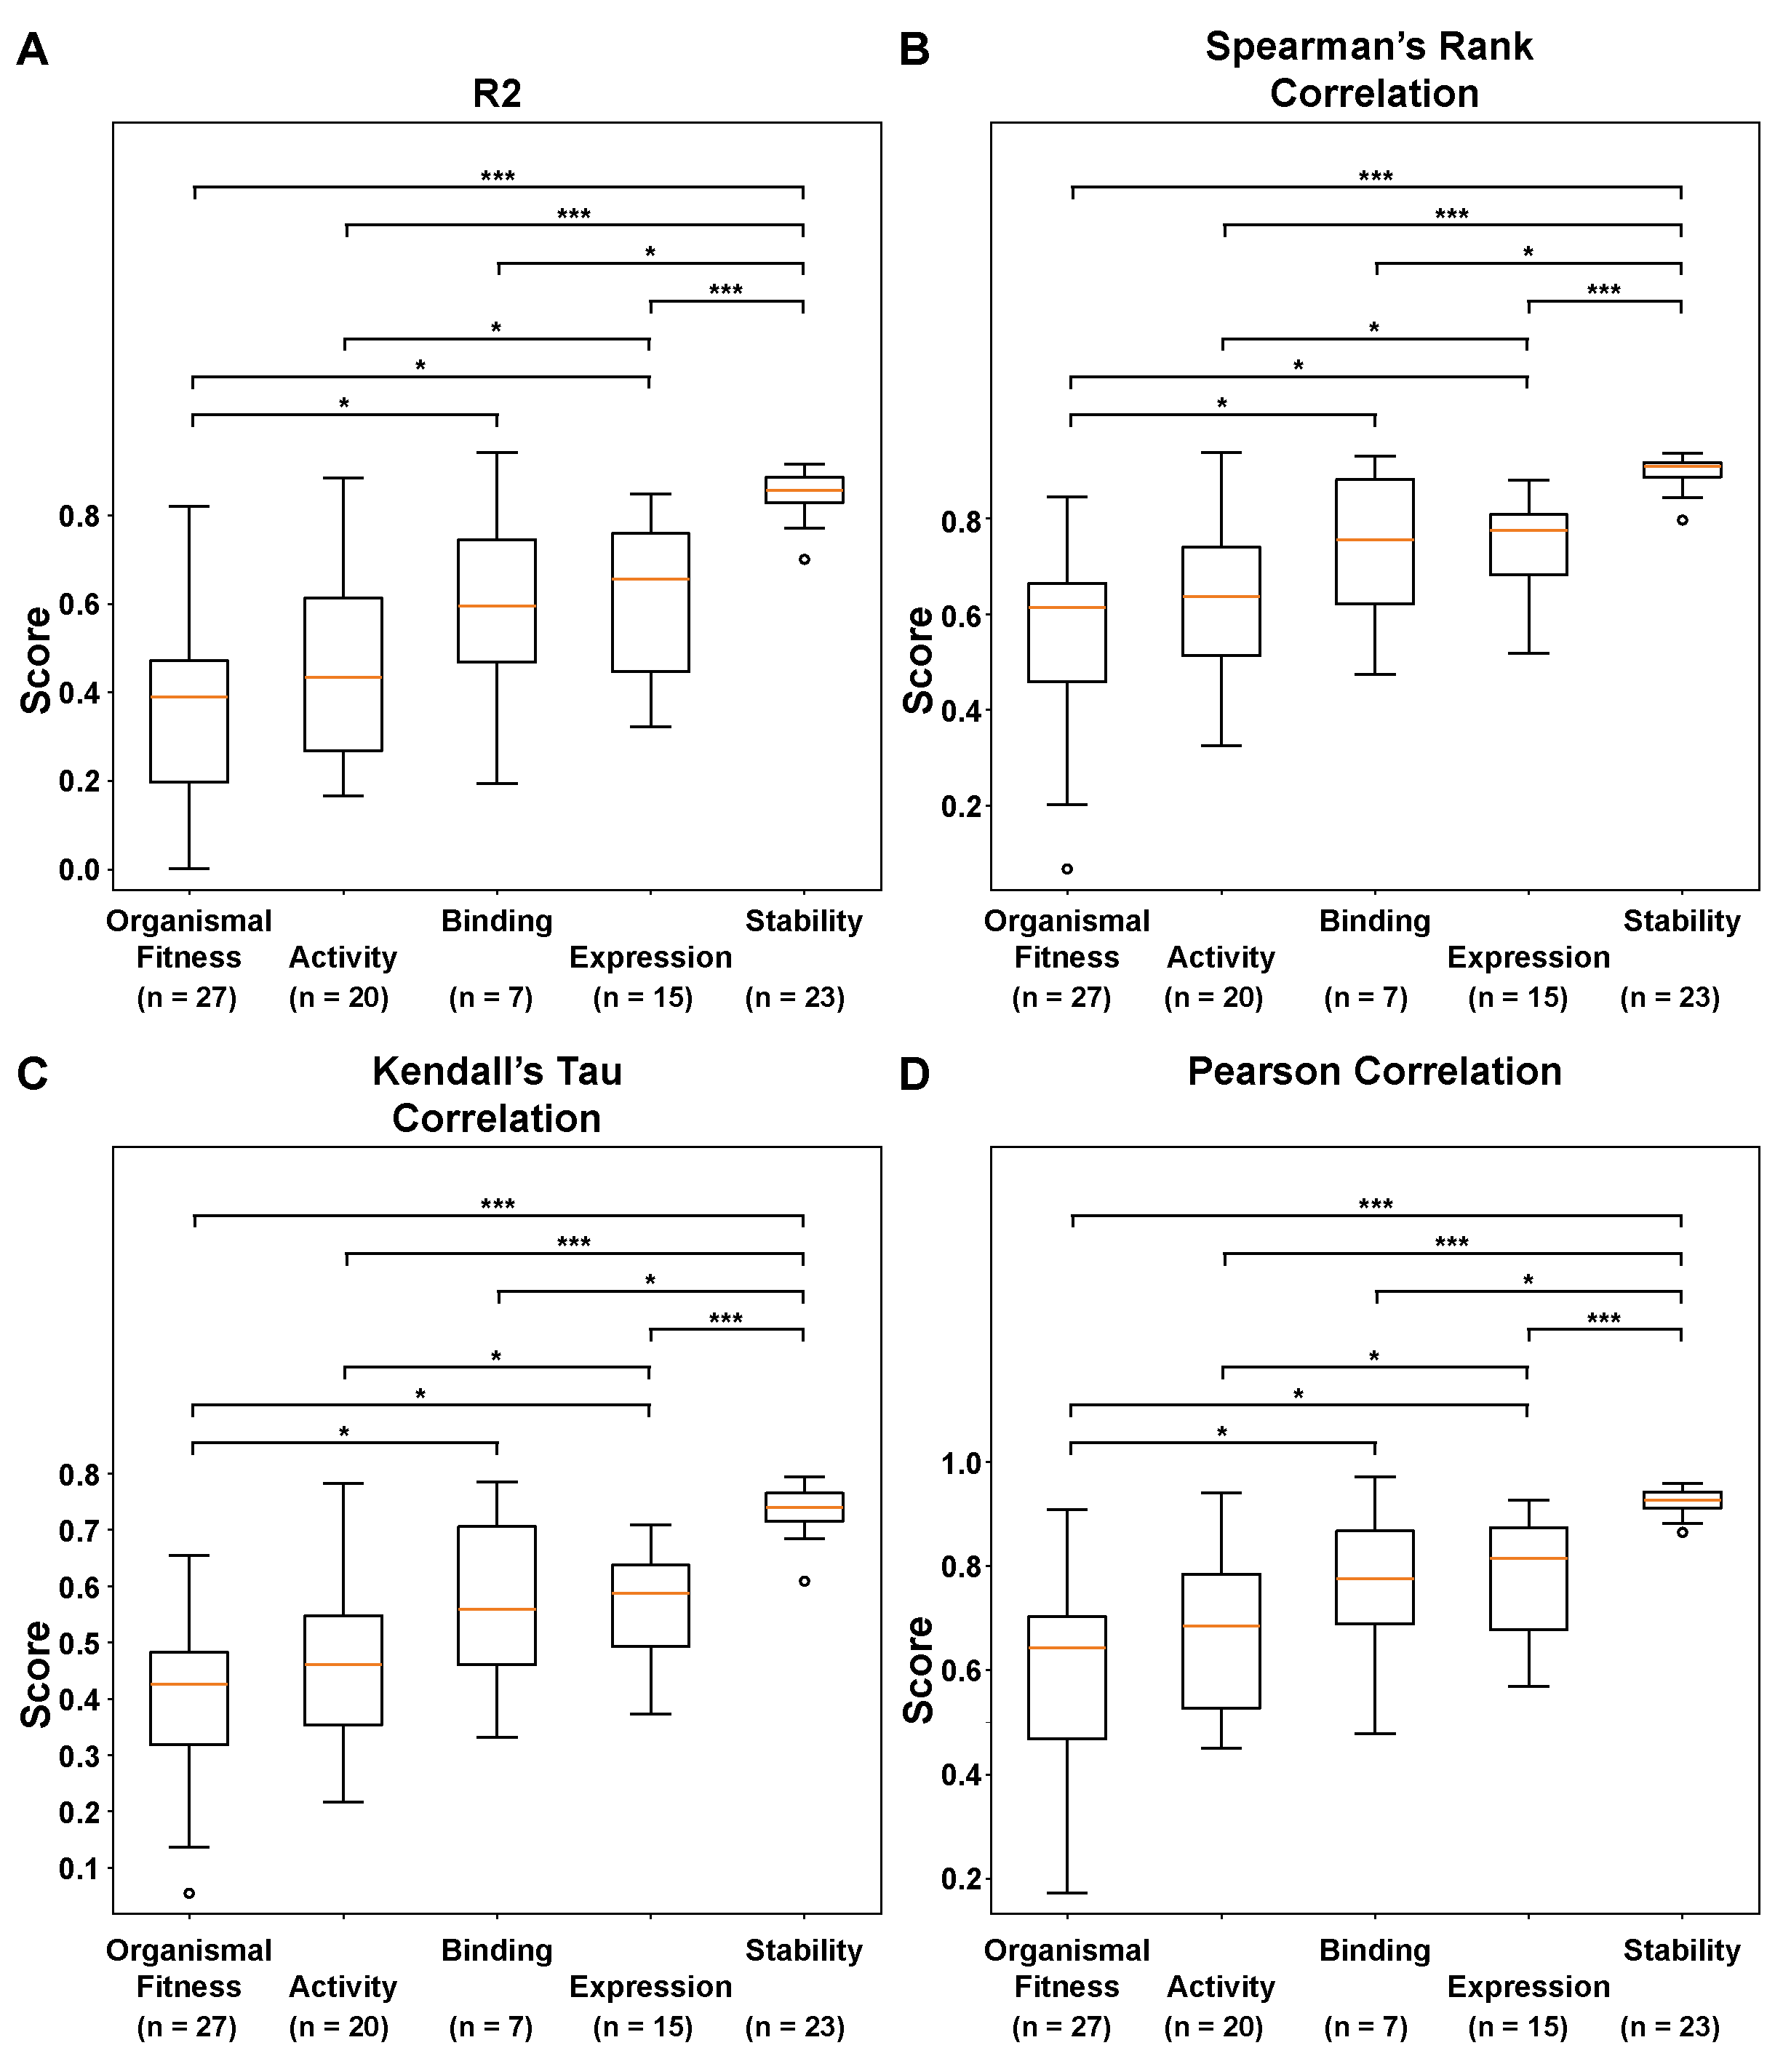 A
R2
***
***
*
***
*
*
*
Score
0.8
0.6
0.4
0.2
0.0
Organismal Fitness
(n = 27)
Activity
(n = 20)
Binding
(n = 7)
Expression
(n = 15)
Stability
(n = 23)
B
Spearman’s Rank
Correlation
***
***
*
***
*
*
*
Score
0.8
0.6
0.4
0.2
Organismal Fitness
(n = 27)
Activity
(n = 20)
Binding
(n = 7)
Expression
(n = 15)
Stability
(n = 23)
C
Kendall’s Tau
Correlation
***
***
*
***
*
*
*
Score
0.8
0.7
0.6
0.5
0.4
0.3
0.2
0.1
Organismal Fitness
(n = 27)
Activity
(n = 20)
Binding
(n = 7)
Expression
(n = 15)
Stability
(n = 23)
D
Pearson Correlation
***
***
*
***
*
*
*
Score
1.0
0.8
0.6
0.4
0.2
Organismal Fitness
(n = 27)
Activity
(n = 20)
Binding
(n = 7)
Expression
(n = 15)
Stability
(n = 23)